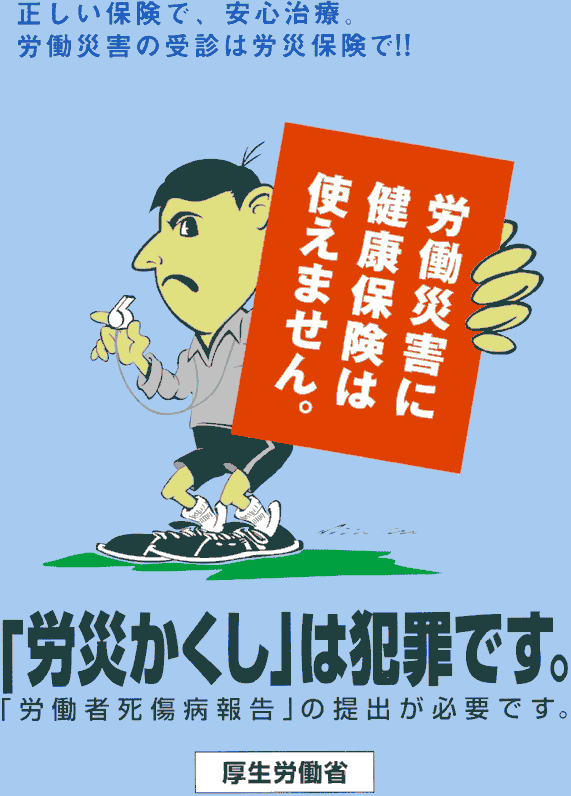 正しい保険で、安心治療。
労働災害の受診は労災保険で!!
労働災害に
健康保険は
使えません。
「労災かくし」は犯罪です。
「労働者死傷病報告」の提出が必要です。
厚生労働省